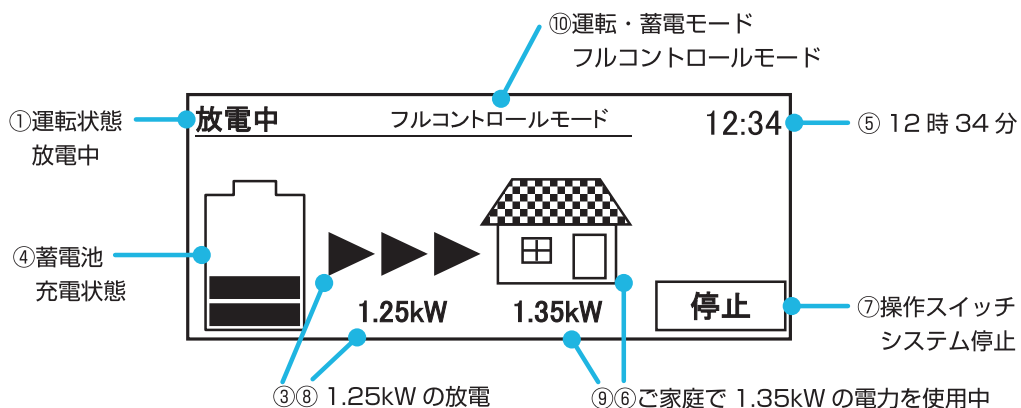 ⑩運転・蓄電モード
フルコントロールモード
①運転状態
放電中
放電中 フルコントロールモード 12:34
⑤ 12 時 34 分
④蓄電池
充電状態
1.25kW 1.35kW 停止
⑦操作スイッチ
システム停止
③⑧ 1.25kW の放電
⑨⑥ご家庭で 1.35kW の電力を使用中